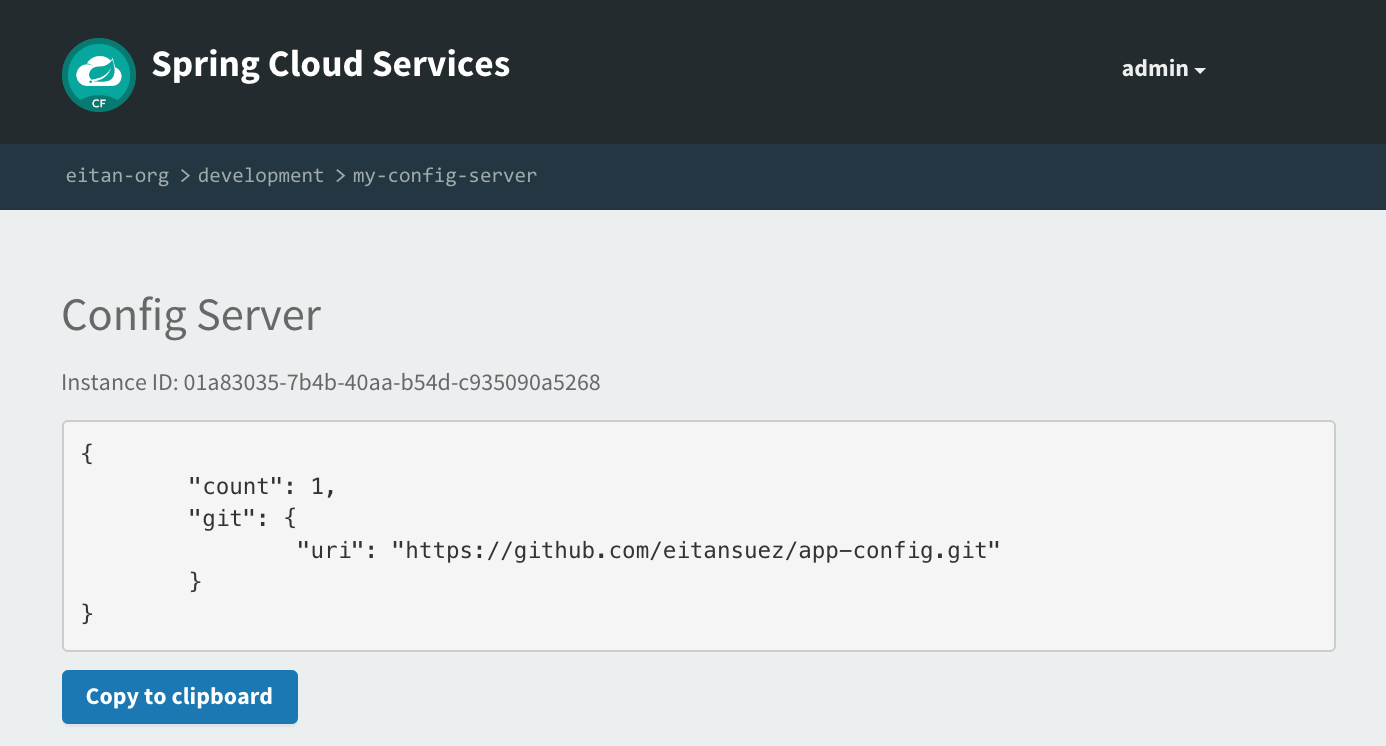 CF
Spring Cloud Services
admin
eitan-org > development > my-config-server
Config Server
Instance ID: 01a83035-7b4b-40aa-b54d-c935090a5268
{
        "count": 1,
        "git": {
                "uri": "https://github.com/eitansuez/app-config.git"
        }
}
Copy to clipboard